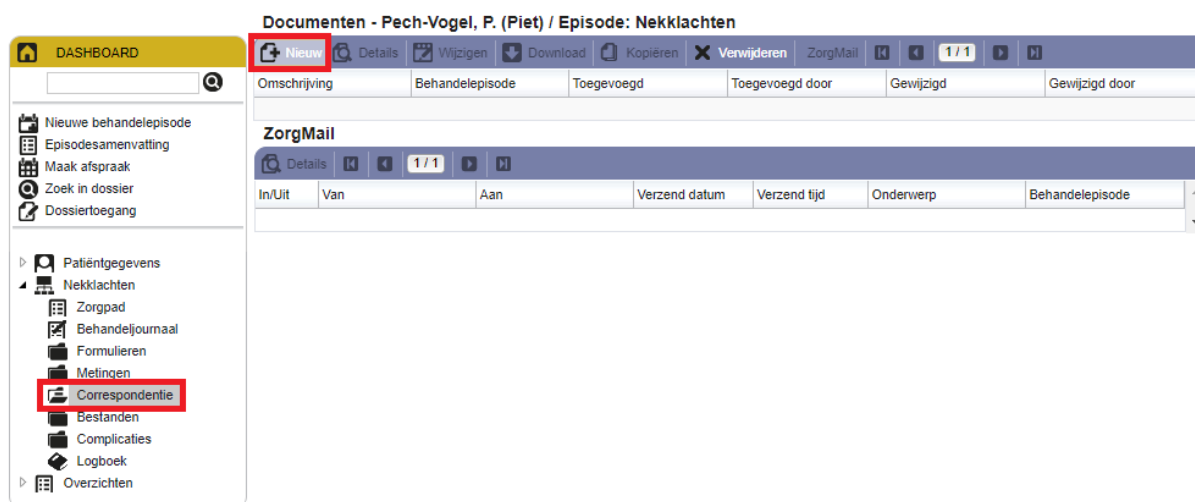 Documenten - Pech-Vogel, P. (Piet) / Episode: Nekklachten
DASHBOARD
Nieuw Details Wijzigen Download Kopiëren Verwijderen ZorgMail 1 / 1
Omschrijving Behandelepisode Toegevoegd Toegevoegd door Gewijzigd Gewijzigd door
ZorgMail
Details 1 / 1
In/Uit Van Aan Verzend datum Verzend tijd Onderwerp Behandelepisode
Nieuwe behandelepisode
Episodesamenvatting
Maak afspraak
Zoek in dossier
Dossiertoegang
Patiëntgegevens
Nekklachten
Zorgpad
Behandeljournaal
Formulieren
Metingen
Correspondentie
Bestanden
Complicaties
Logboek
Overzichten